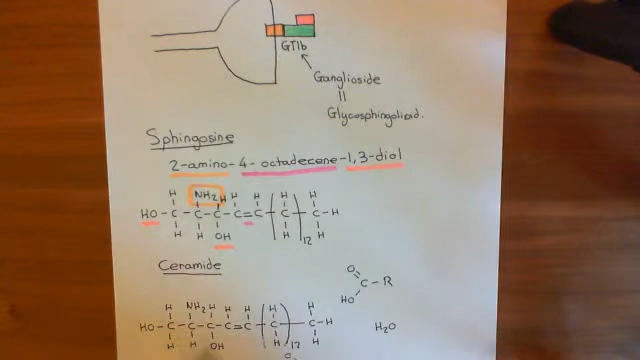 GT1b
Ganglioside
=
Glycosphingolipid.
Sphingosine
2-amino-4-octadecene-1,3-diol
H NH2 H H H H H
HO-C-C-C-C=C-(C)-C-H
H H OH H 12 H
Ceramide
O
C-R
HO
H2O
H NH2 H H H H H
HO-C-C-C-C=C-(C)-C-H
H H OH H 12 H
O